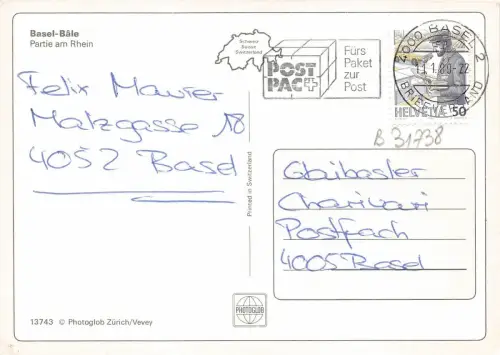 Basel-Bâle
Partie am Rhein
Felix Maurer
Matzgasse 18
4052 Basel
Schweiz
Suisse
Svizzera
Switzerland
POST
PAC
Fürs
Paket
zur
Post
4000 BASEL 2
BRIEFVERSAND
HELVETIA 50
B 31738
Glaibasler
Charivari
Postfach
4005 Basel
Printed in Switzerland
PHOTOGLOB
13743 © Photoglob Zürich/Vevey